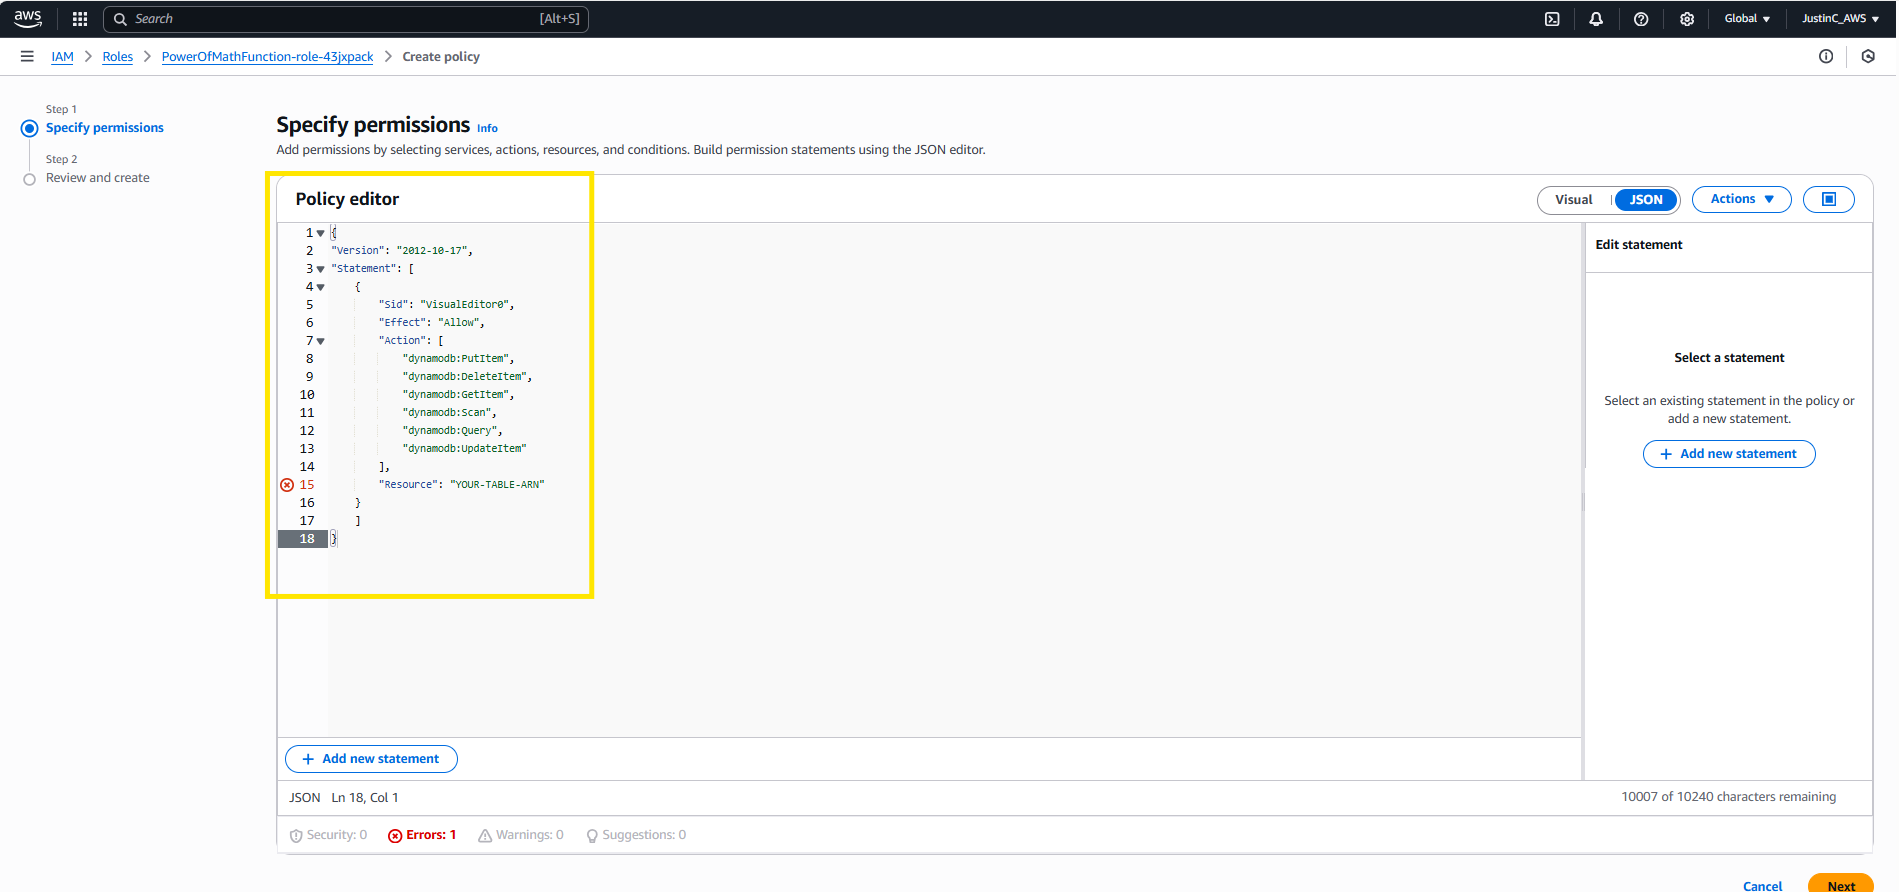 aws
Search
[Alt+S]
Global
JustinC_AWS
IAM
Roles
PowerOfMathFunction-role-43jxpack
Create policy
Step 1
Specify permissions
Step 2
Review and create
Specify permissions Info
Add permissions by selecting services, actions, resources, and conditions. Build permission statements using the JSON editor.
Policy editor
Visual
JSON
Actions
1 {
2 "Version": "2012-10-17",
3 "Statement": [
4 {
5 "Sid": "VisualEditor0",
6 "Effect": "Allow",
7 "Action": [
8 "dynamodb:PutItem",
9 "dynamodb:DeleteItem",
10 "dynamodb:GetItem",
11 "dynamodb:Scan",
12 "dynamodb:Query",
13 "dynamodb:UpdateItem"
14 ],
15 "Resource": "YOUR-TABLE-ARN"
16 }
17 ]
18 }
Edit statement
Select a statement
Select an existing statement in the policy or
add a new statement.
+ Add new statement
+ Add new statement
JSON Ln 18, Col 1
10007 of 10240 characters remaining
Security: 0
Errors: 1
Warnings: 0
Suggestions: 0
Cancel
Next